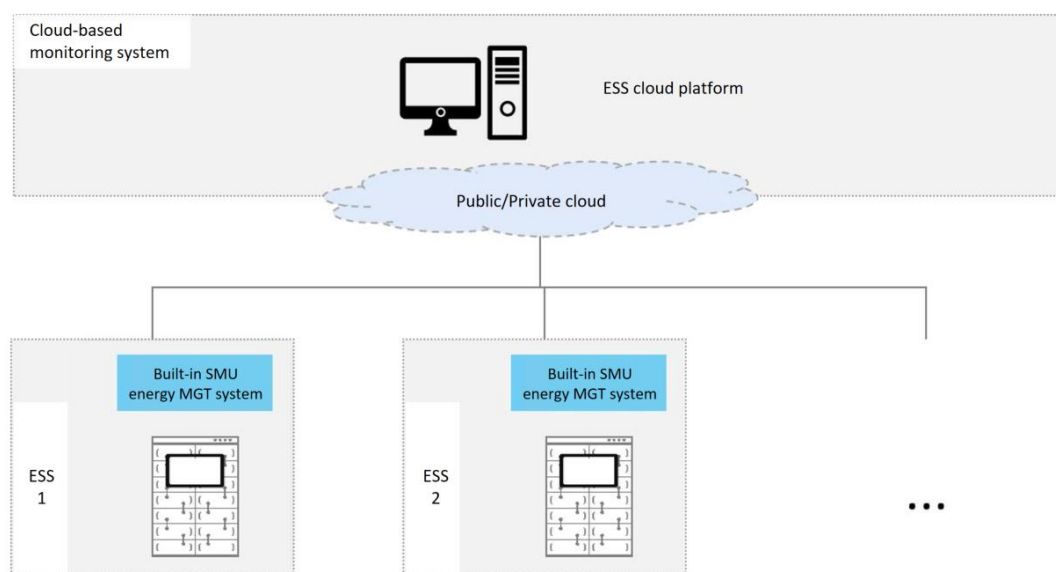 Cloud-based
monitoring system
ESS cloud platform
Public/Private cloud
Built-in SMU
energy MGT system
Built-in SMU
energy MGT system
ESS
1
ESS
2
...